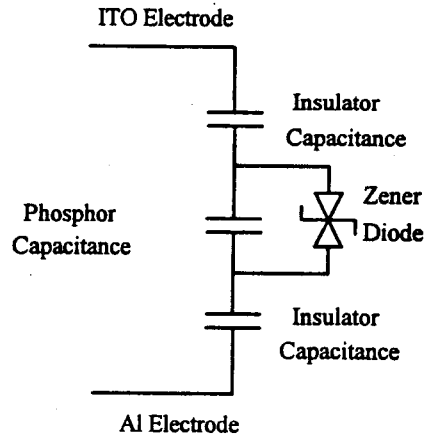 ITO Electrode
Insulator
Capacitance
Phosphor
Capacitance
Zener
Diode
Insulator
Capacitance
Al Electrode